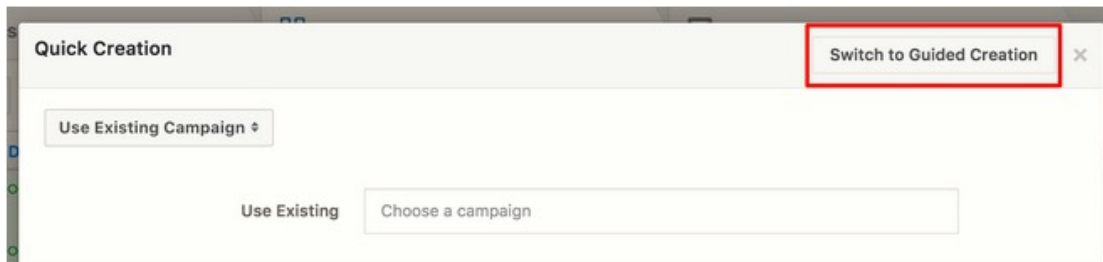 Quick Creation
Switch to Guided Creation
Use Existing Campaign
Use Existing
Choose a campaign